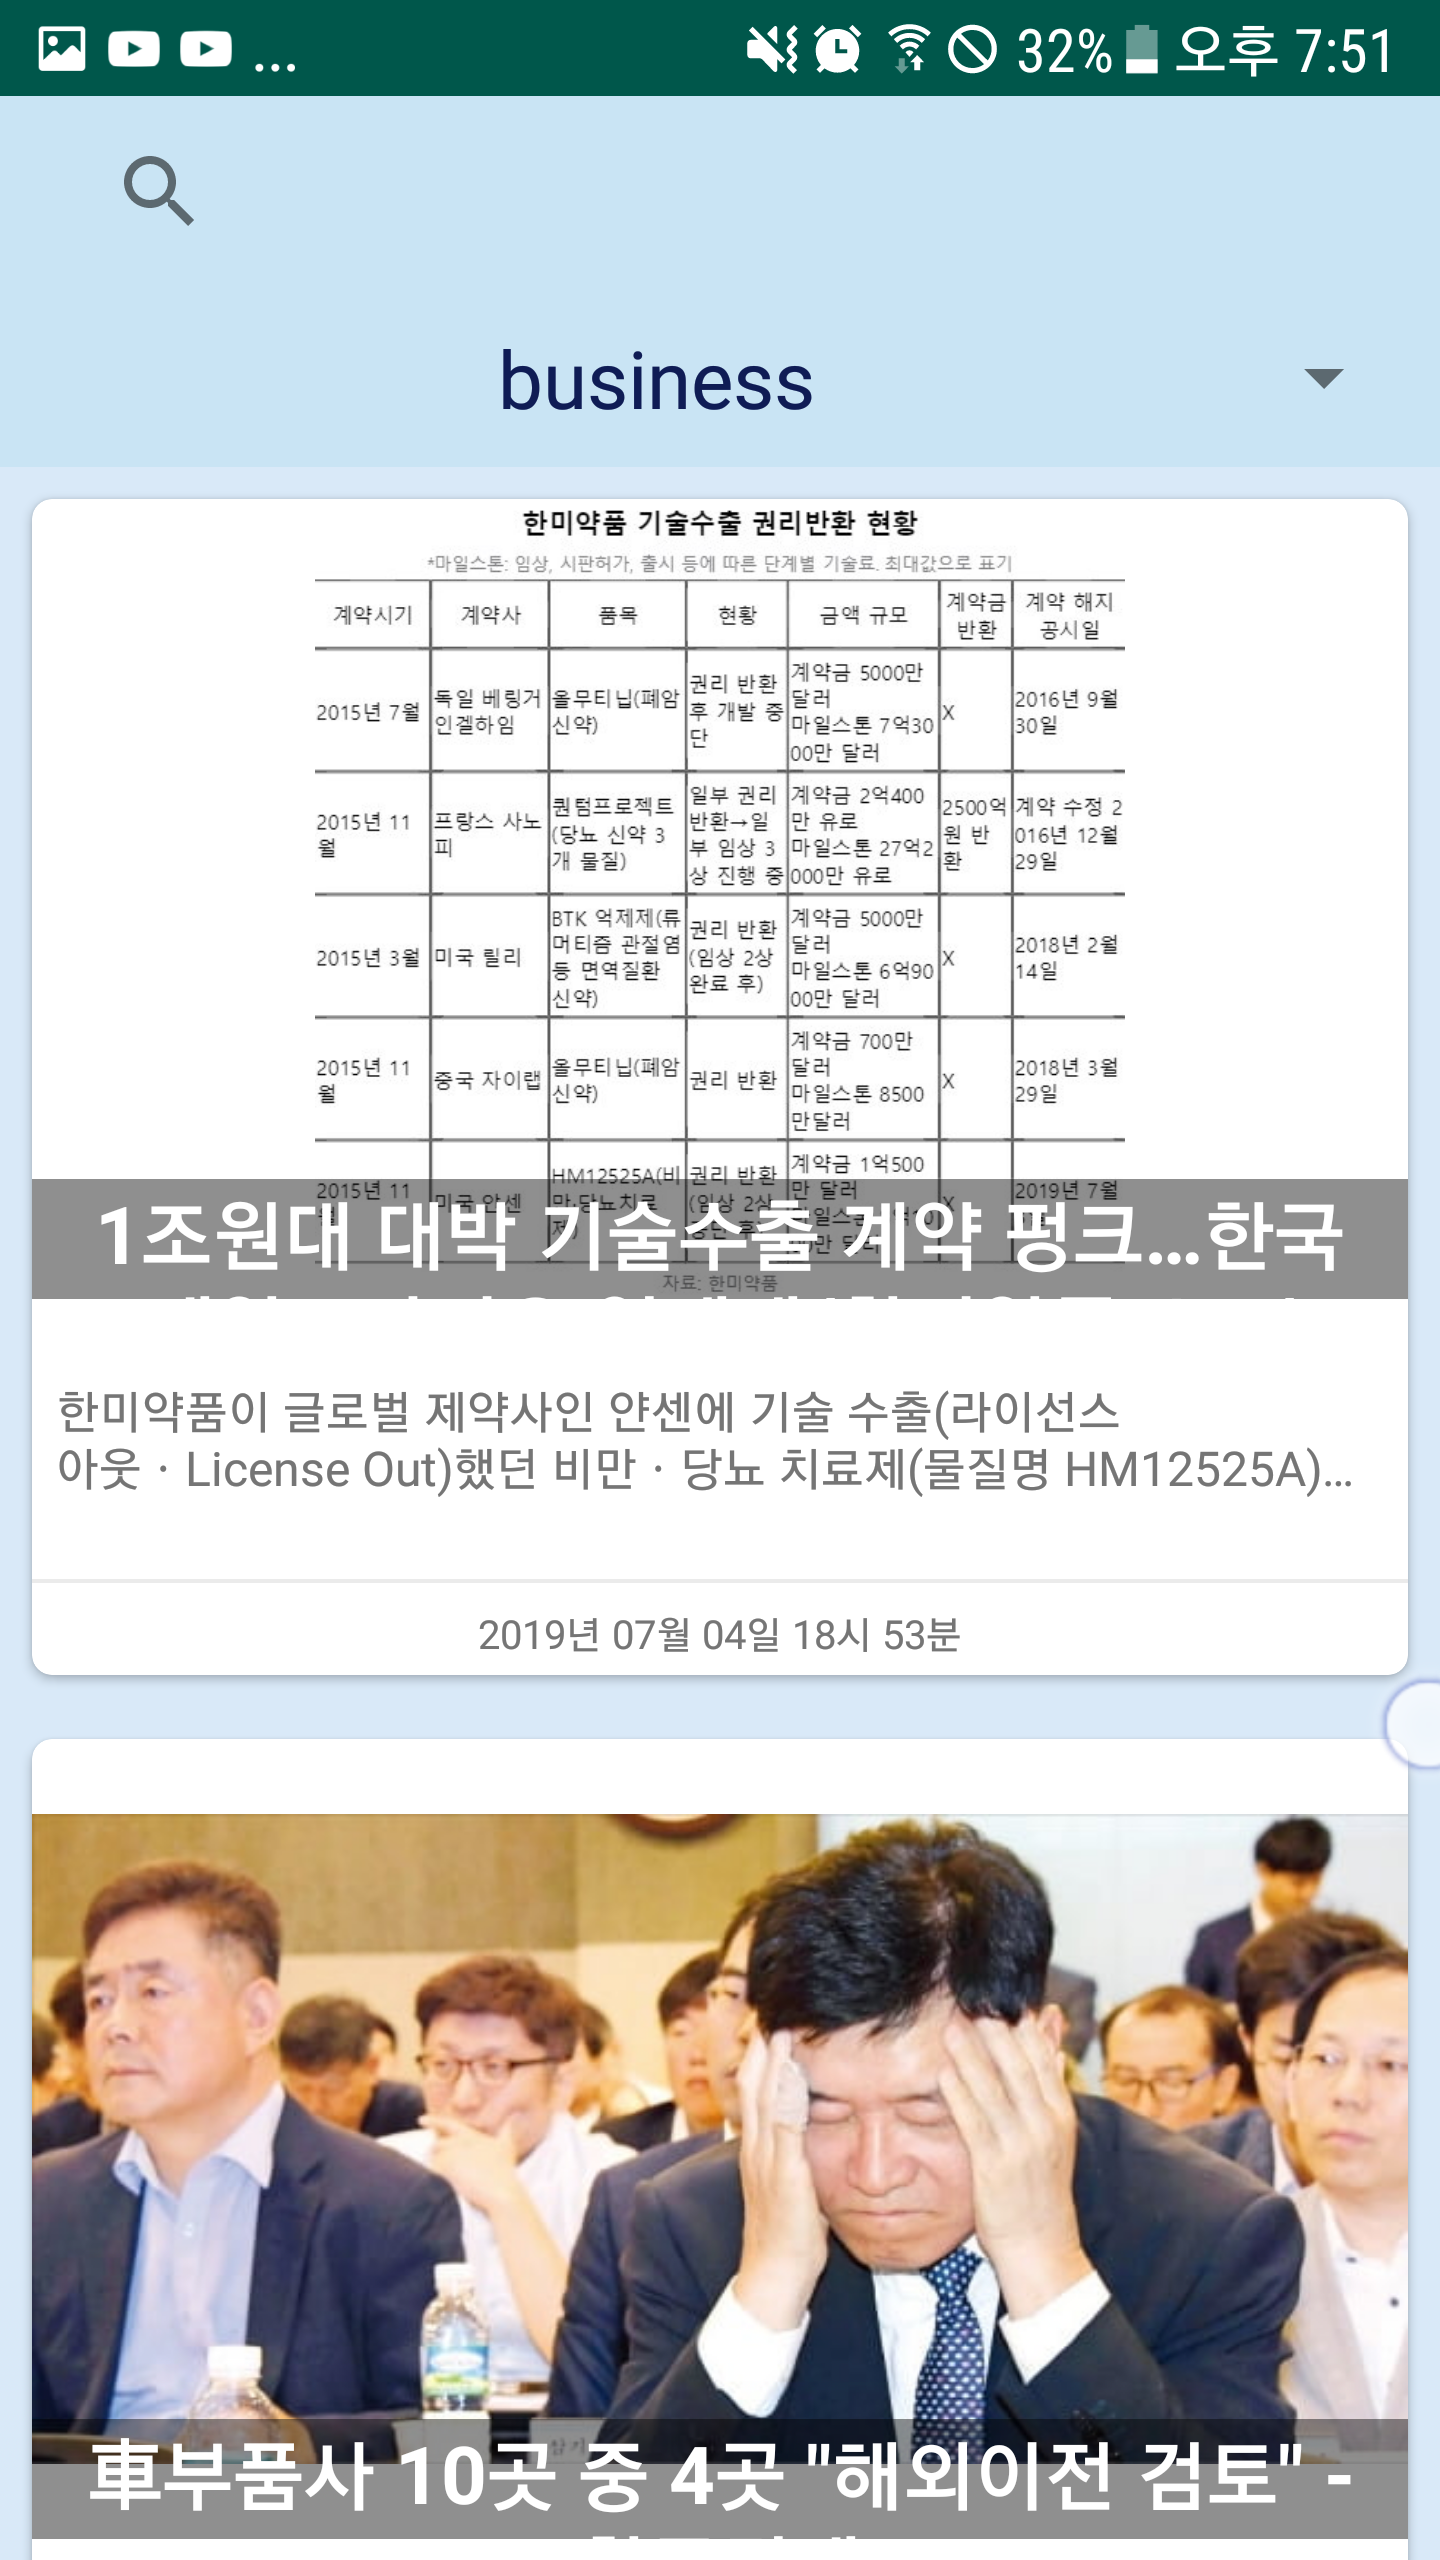 32% 오후 7:51
business
한미약품 기술수출 권리반환 현황
*마일스톤: 임상, 시판허가, 출시 등에 따른 단계별 기술료. 최대값으로 표기
계약시기 계약사 품목 현황 금액 규모 계약금 반환 계약 해지 공시일
2015년 7월 독일 베링거인겔하임 올무티닙(폐암 신약) 권리 반환 후 개발 중단 계약금 5000만 달러 마일스톤 7억3000만 달러 X 2016년 9월 30일
2015년 11월 프랑스 사노피 퀀텀프로젝트(당뇨 신약 3개 물질) 일부 권리 반환→일부 임상 3상 진행 중 계약금 2억400만 유로 마일스톤 27억2000만 유로 2500억원 반환 계약 수정 2016년 12월 29일
2015년 3월 미국 릴리 BTK 억제제(류머티즘 관절염 등 면역질환 신약) 권리 반환(임상 2상 완료 후) 계약금 5000만 달러 마일스톤 6억9000만 달러 X 2018년 2월 14일
2015년 11월 중국 자이랩 올무티닙(폐암 신약) 권리 반환 계약금 700만 달러 마일스톤 8500만달러 X 2018년 3월 29일
2015년 11월 미국 얀센 HM12525A(비만·당뇨치료제) 권리 반환(임상 2상 계약금 1억500만 달러 X 2019년 7월
1조원대 대박 기술수출 계약 펑크...한국
자료: 한미약품
한미약품이 글로벌 제약사인 얀센에 기술 수출(라이선스
아웃ㆍLicense Out)했던 비만ㆍ당뇨 치료제(물질명 HM12525A)...
2019년 07월 04일 18시 53분
車부품사 10곳 중 4곳 "해외이전 검토" -